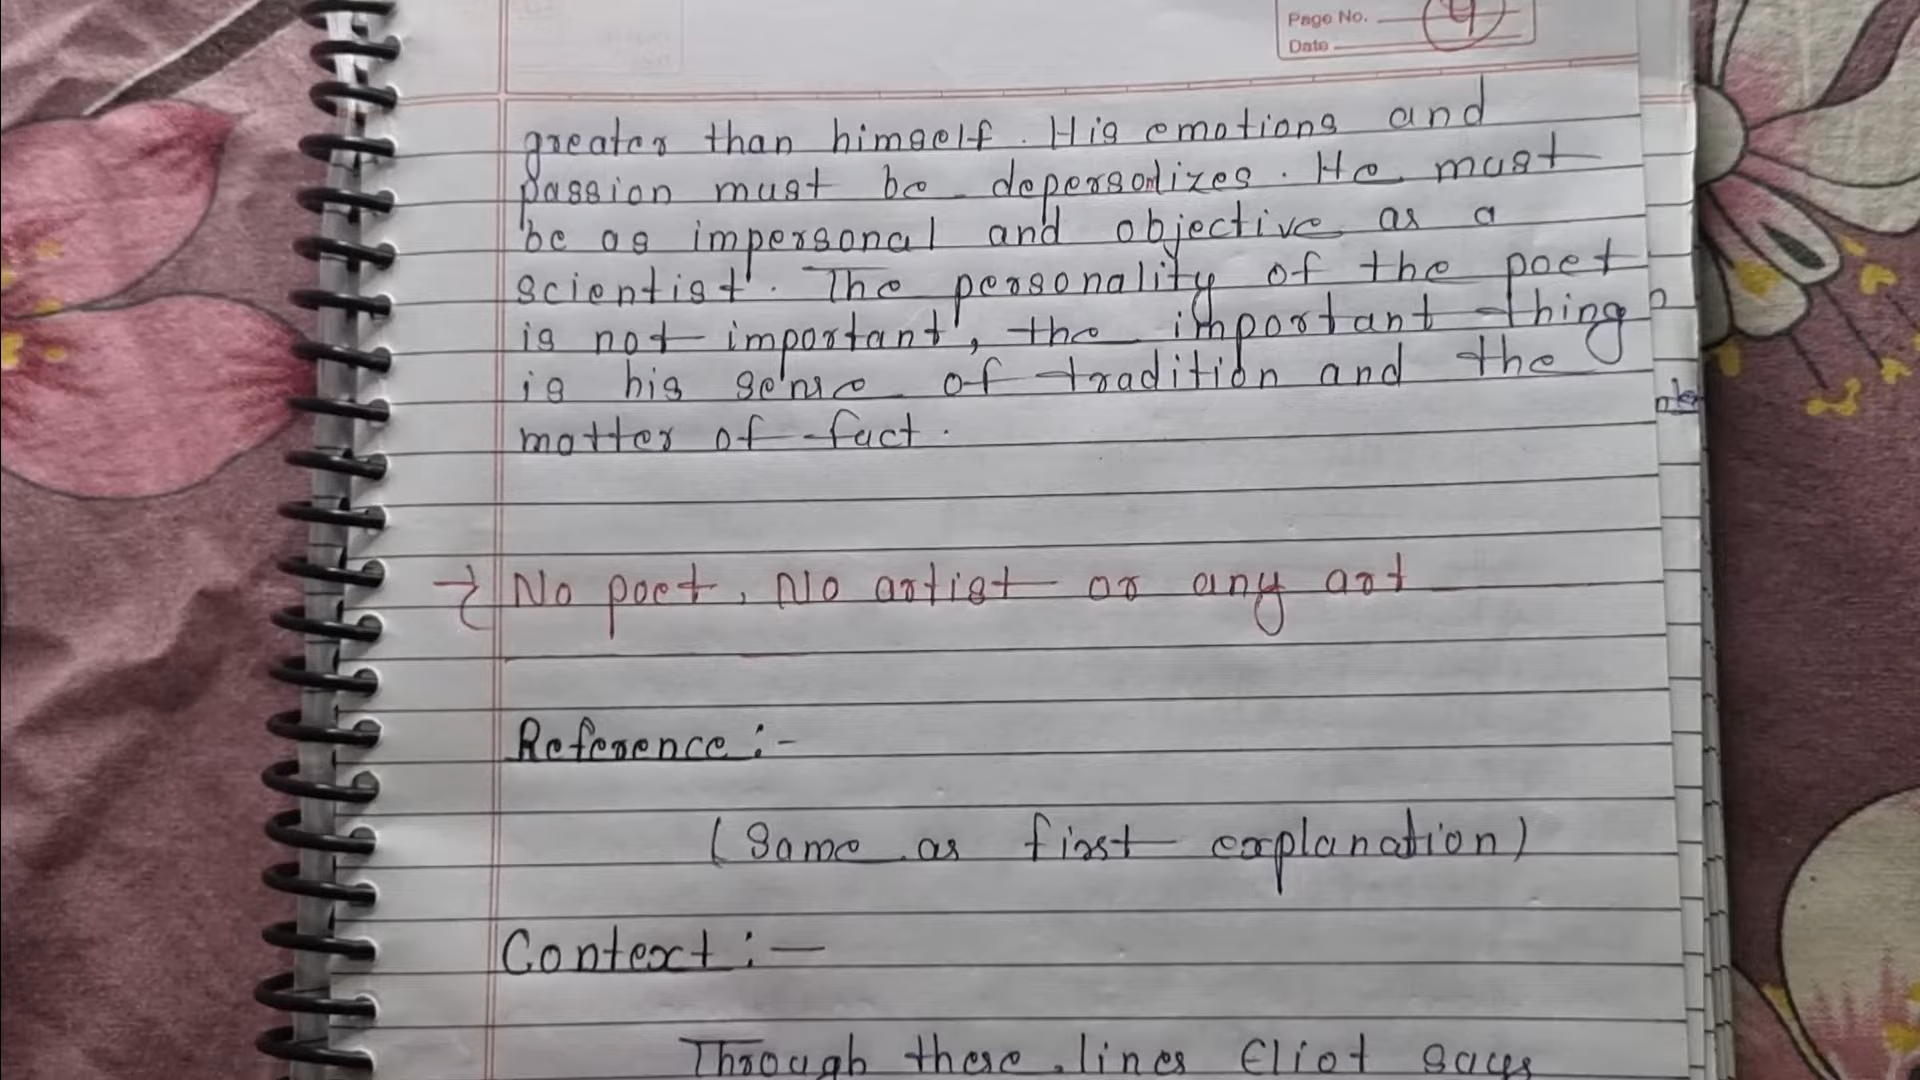 Page No. 4
Date
greater than himself. His emotions and
passion must be depersonlizes. He must
be as impersonal and objective as a
scientist. The personality of the poet
is not important, the important thing
is his sense of tradition and the
matter of fact.
No poet, No artist or any art
Reference :-
(Same as first explanation)
Context :-
Through these lines Eliot says